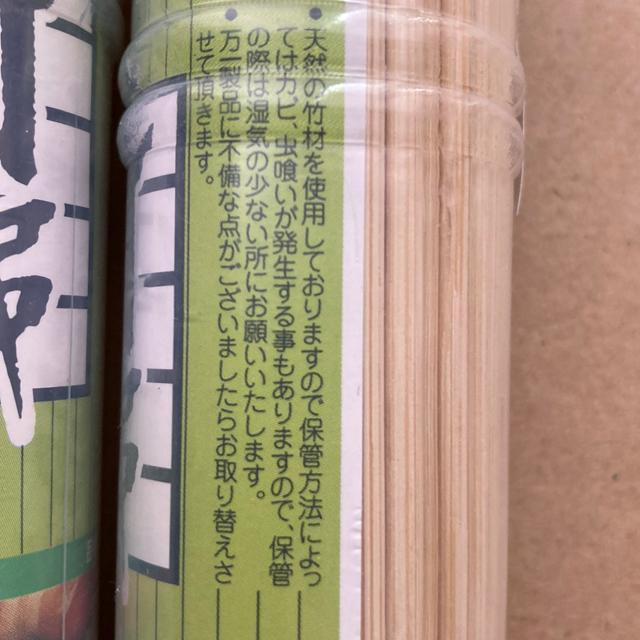 ●天然の竹材を使用しておりますので保管方法によっ
てはカビ、虫喰いが発生する事もありますので、保管
の際は湿気の少ない所にお願いいたします。
●万一製品に不備な点がございましたらお取り替えさ
せて頂きます。